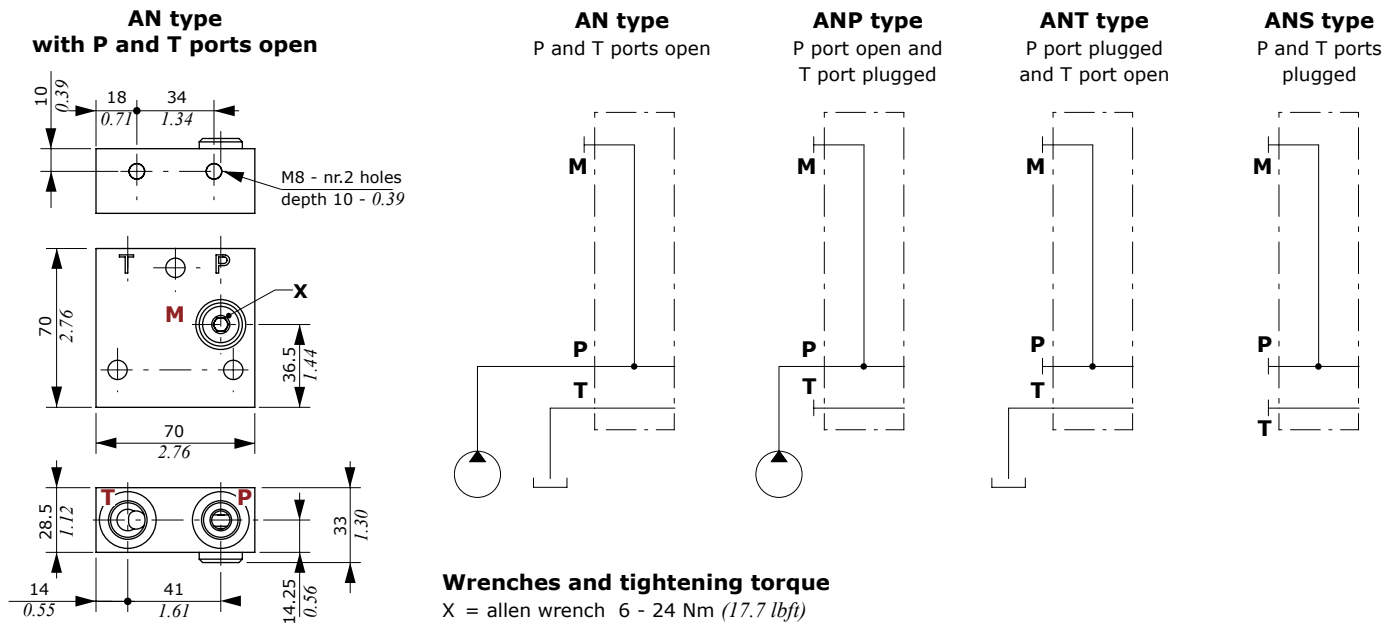 AN type
with P and T ports open
10
0.39
18
0.71
34
1.34
M8 - nr.2 holes
depth 10 - 0.39
T
P
M
X
70
2.76
36.5
1.44
70
2.76
T
P
28.5
1.12
33
1.30
14
0.55
41
1.61
14.25
0.56
AN type
P and T ports open
M
P
T
ANP type
P port open and
T port plugged
M
P
T
ANT type
P port plugged
and T port open
M
P
T
ANS type
P and T ports
plugged
M
P
T
Wrenches and tightening torque
X = allen wrench 6 - 24 Nm (17.7 lbft)